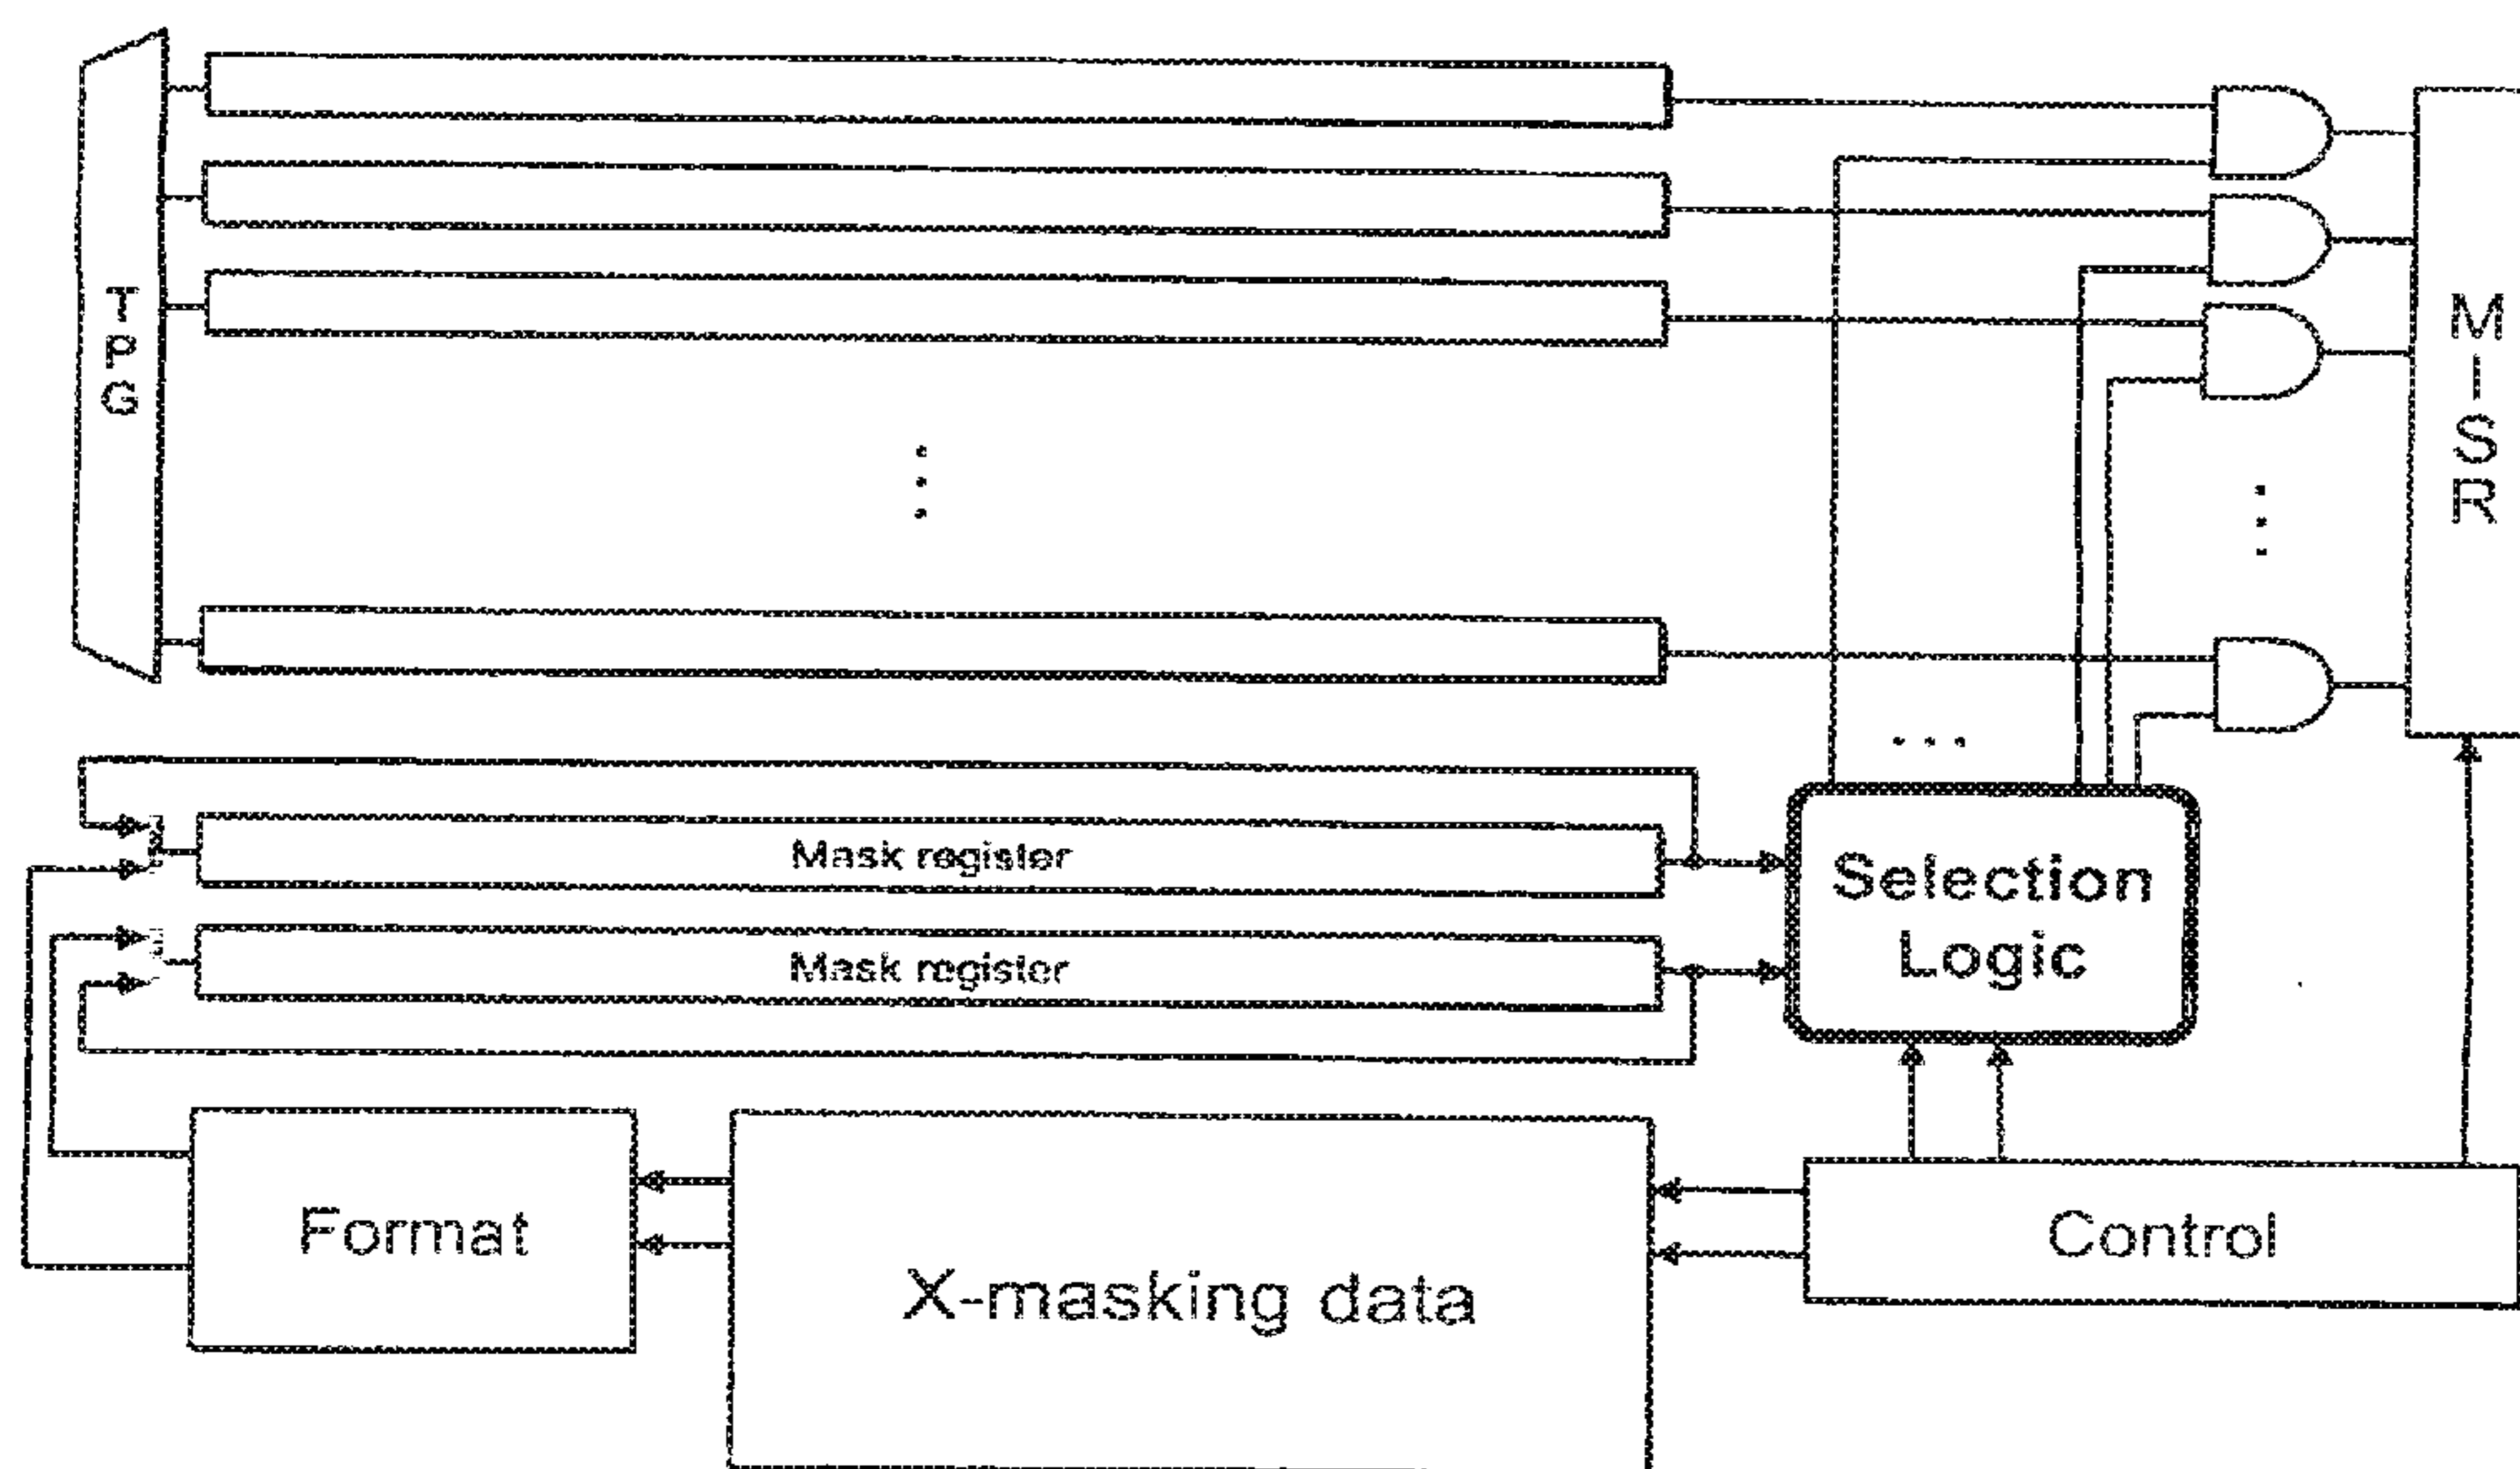 TPG
MISR
Mask register
Mask register
Selection
Logic
Format
X-masking data
Control